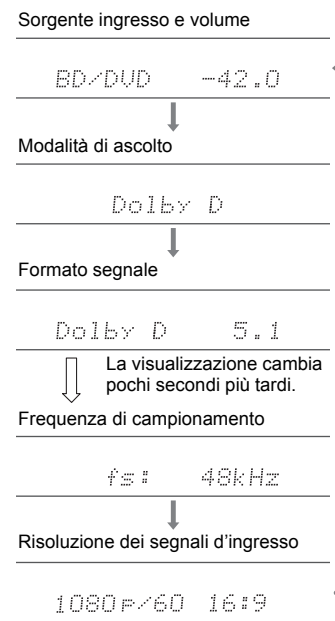 Sorgente ingresso e volume
BD/DVD -42.0
Modalità di ascolto
Dolby D
Formato segnale
Dolby D 5.1
La visualizzazione cambia
pochi secondi più tardi.
Frequenza di campionamento
fs: 48kHz
Risoluzione dei segnali d'ingresso
1080p/60 16:9